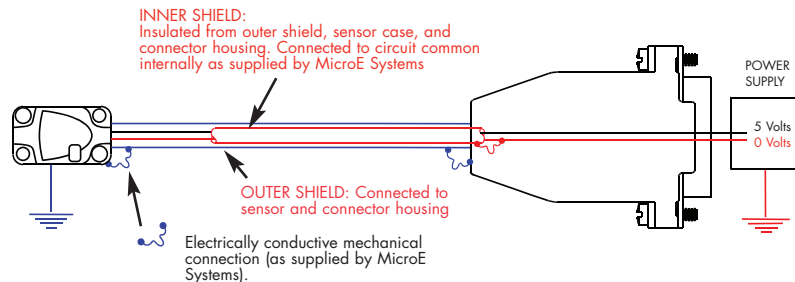 INNER SHIELD:
Insulated from outer shield, sensor case, and
connector housing. Connected to circuit common
internally as supplied by MicroE Systems
POWER
SUPPLY
5 Volts
0 Volts
OUTER SHIELD: Connected to
sensor and connector housing
Electrically conductive mechanical
connection (as supplied by MicroE
Systems).